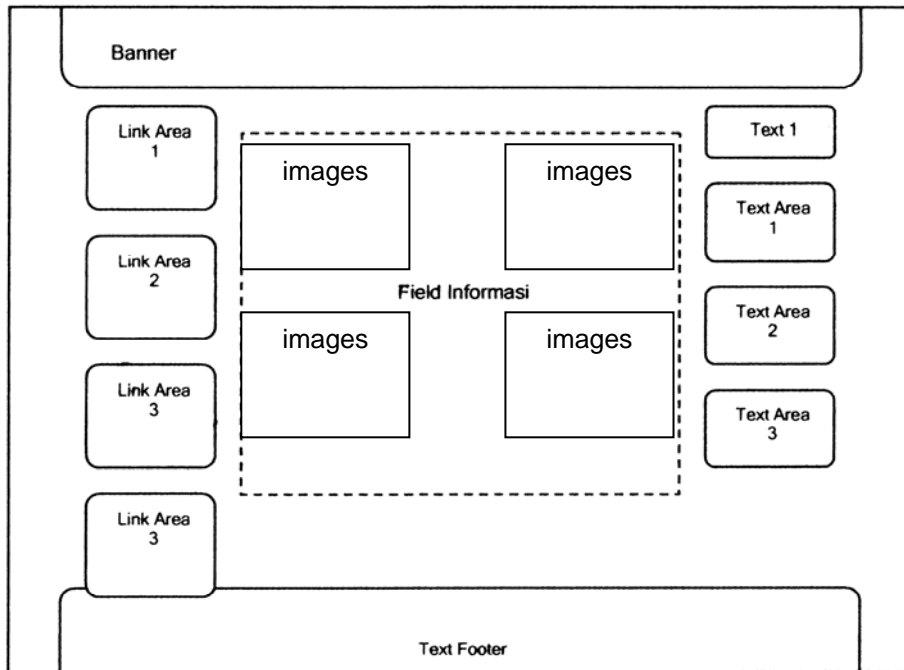 Banner
Link Area
1
Text 1
images
images
Text Area
1
Link Area
2
Field Informasi
images
images
Text Area
2
Link Area
3
Text Area
3
Link Area
3
Text Footer